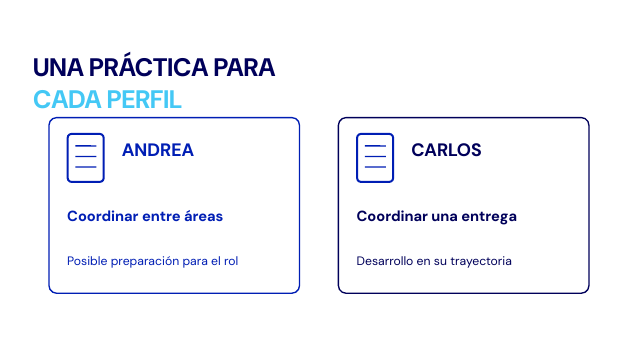 UNA PRÁCTICA PARA
CADA PERFIL
ANDREA
Coordinar entre áreas
Posible preparación para el rol
CARLOS
Coordinar una entrega
Desarrollo en su trayectoria